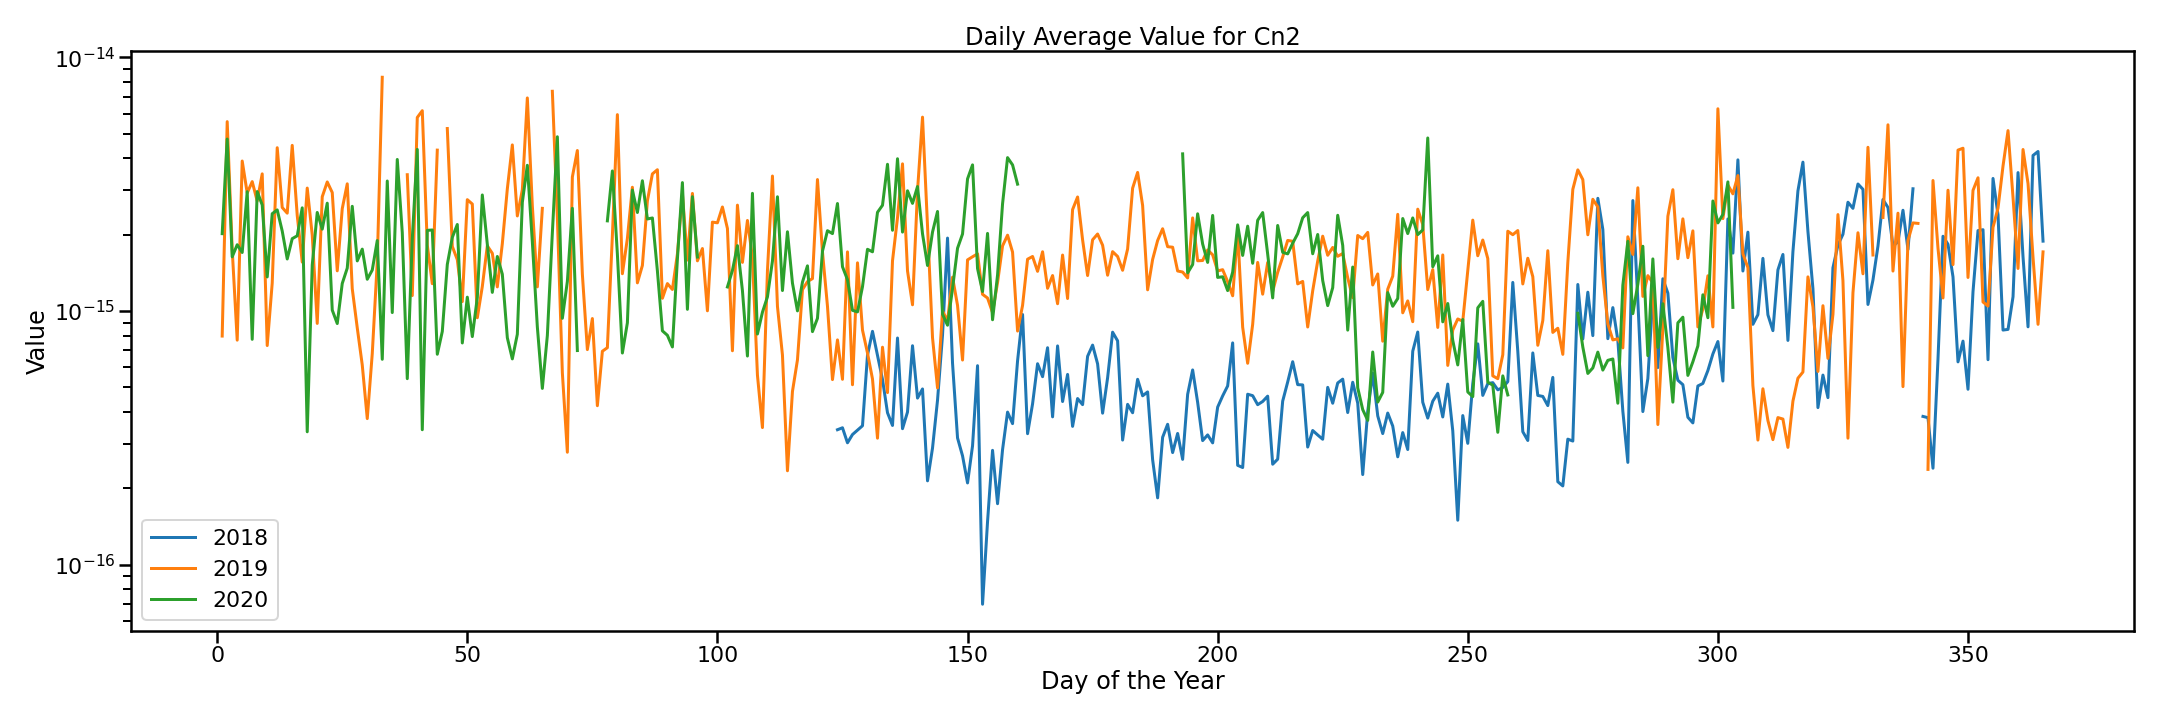 Daily Average Value for Cn2
10⁻¹⁴
10⁻¹⁵
10⁻¹⁶
Value
2018
2019
2020
0 50 100 150 200 250 300 350
Day of the Year